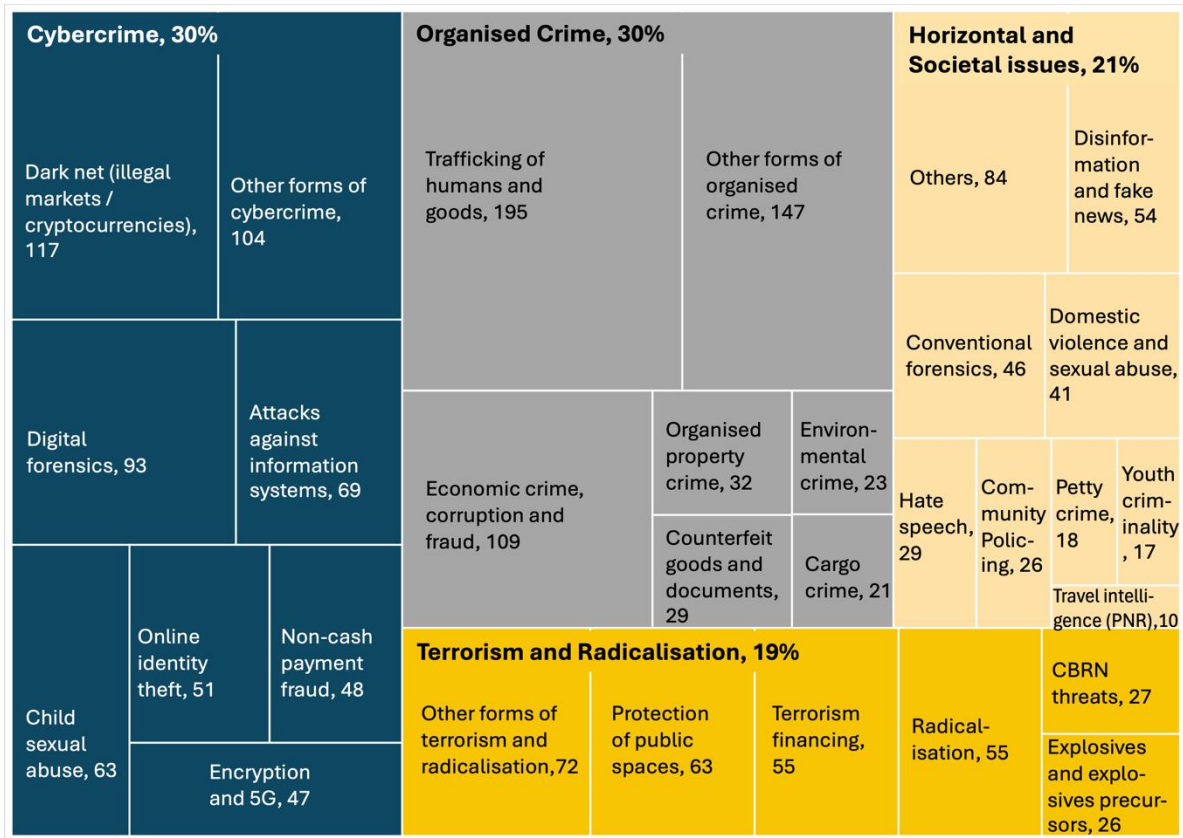 Cybercrime, 30%
Dark net (illegal
markets /
cryptocurrencies),
117
Other forms of
cybercrime,
104
Digital
forensics, 93
Attacks
against
information
systems, 69
Child
sexual
abuse, 63
Online
identity
theft, 51
Non-cash
payment
fraud, 48
Encryption
and 5G, 47
Organised Crime, 30%
Trafficking of
humans and
goods, 195
Other forms of
organised
crime, 147
Economic crime,
corruption and
fraud, 109
Organised
property
crime, 32
Environ-
mental
crime, 23
Counterfeit
goods and
documents,
29
Cargo
crime, 21
Horizontal and
Societal issues, 21%
Others, 84
Disinfor-
mation
and fake
news, 54
Conventional
forensics, 46
Domestic
violence and
sexual abuse,
41
Hate
speech,
29
Com-
munity
Polic-
ing, 26
Petty
crime,
18
Youth
crim-
inality
, 17
Travel intelli-
gence (PNR),10
Terrorism and Radicalisation, 19%
Other forms of
terrorism and
radicalisation,72
Protection
of public
spaces, 63
Terrorism
financing,
55
Radical-
isation, 55
CBRN
threats, 27
Explosives
and explo-
sives precur-
sors, 26